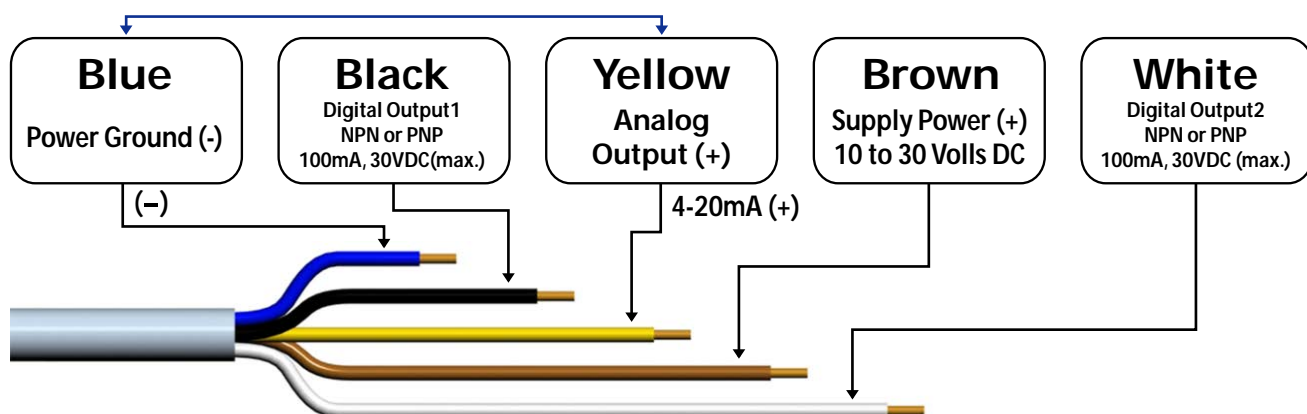 Blue
Power Ground (-)
Black
Digital Output1
NPN or PNP
100mA, 30VDC(max.)
Yellow
Analog
Output (+)
Brown
Supply Power (+)
10 to 30 Volls DC
White
Digital Output2
NPN or PNP
100mA, 30VDC (max.)
(–)
4-20mA (+)